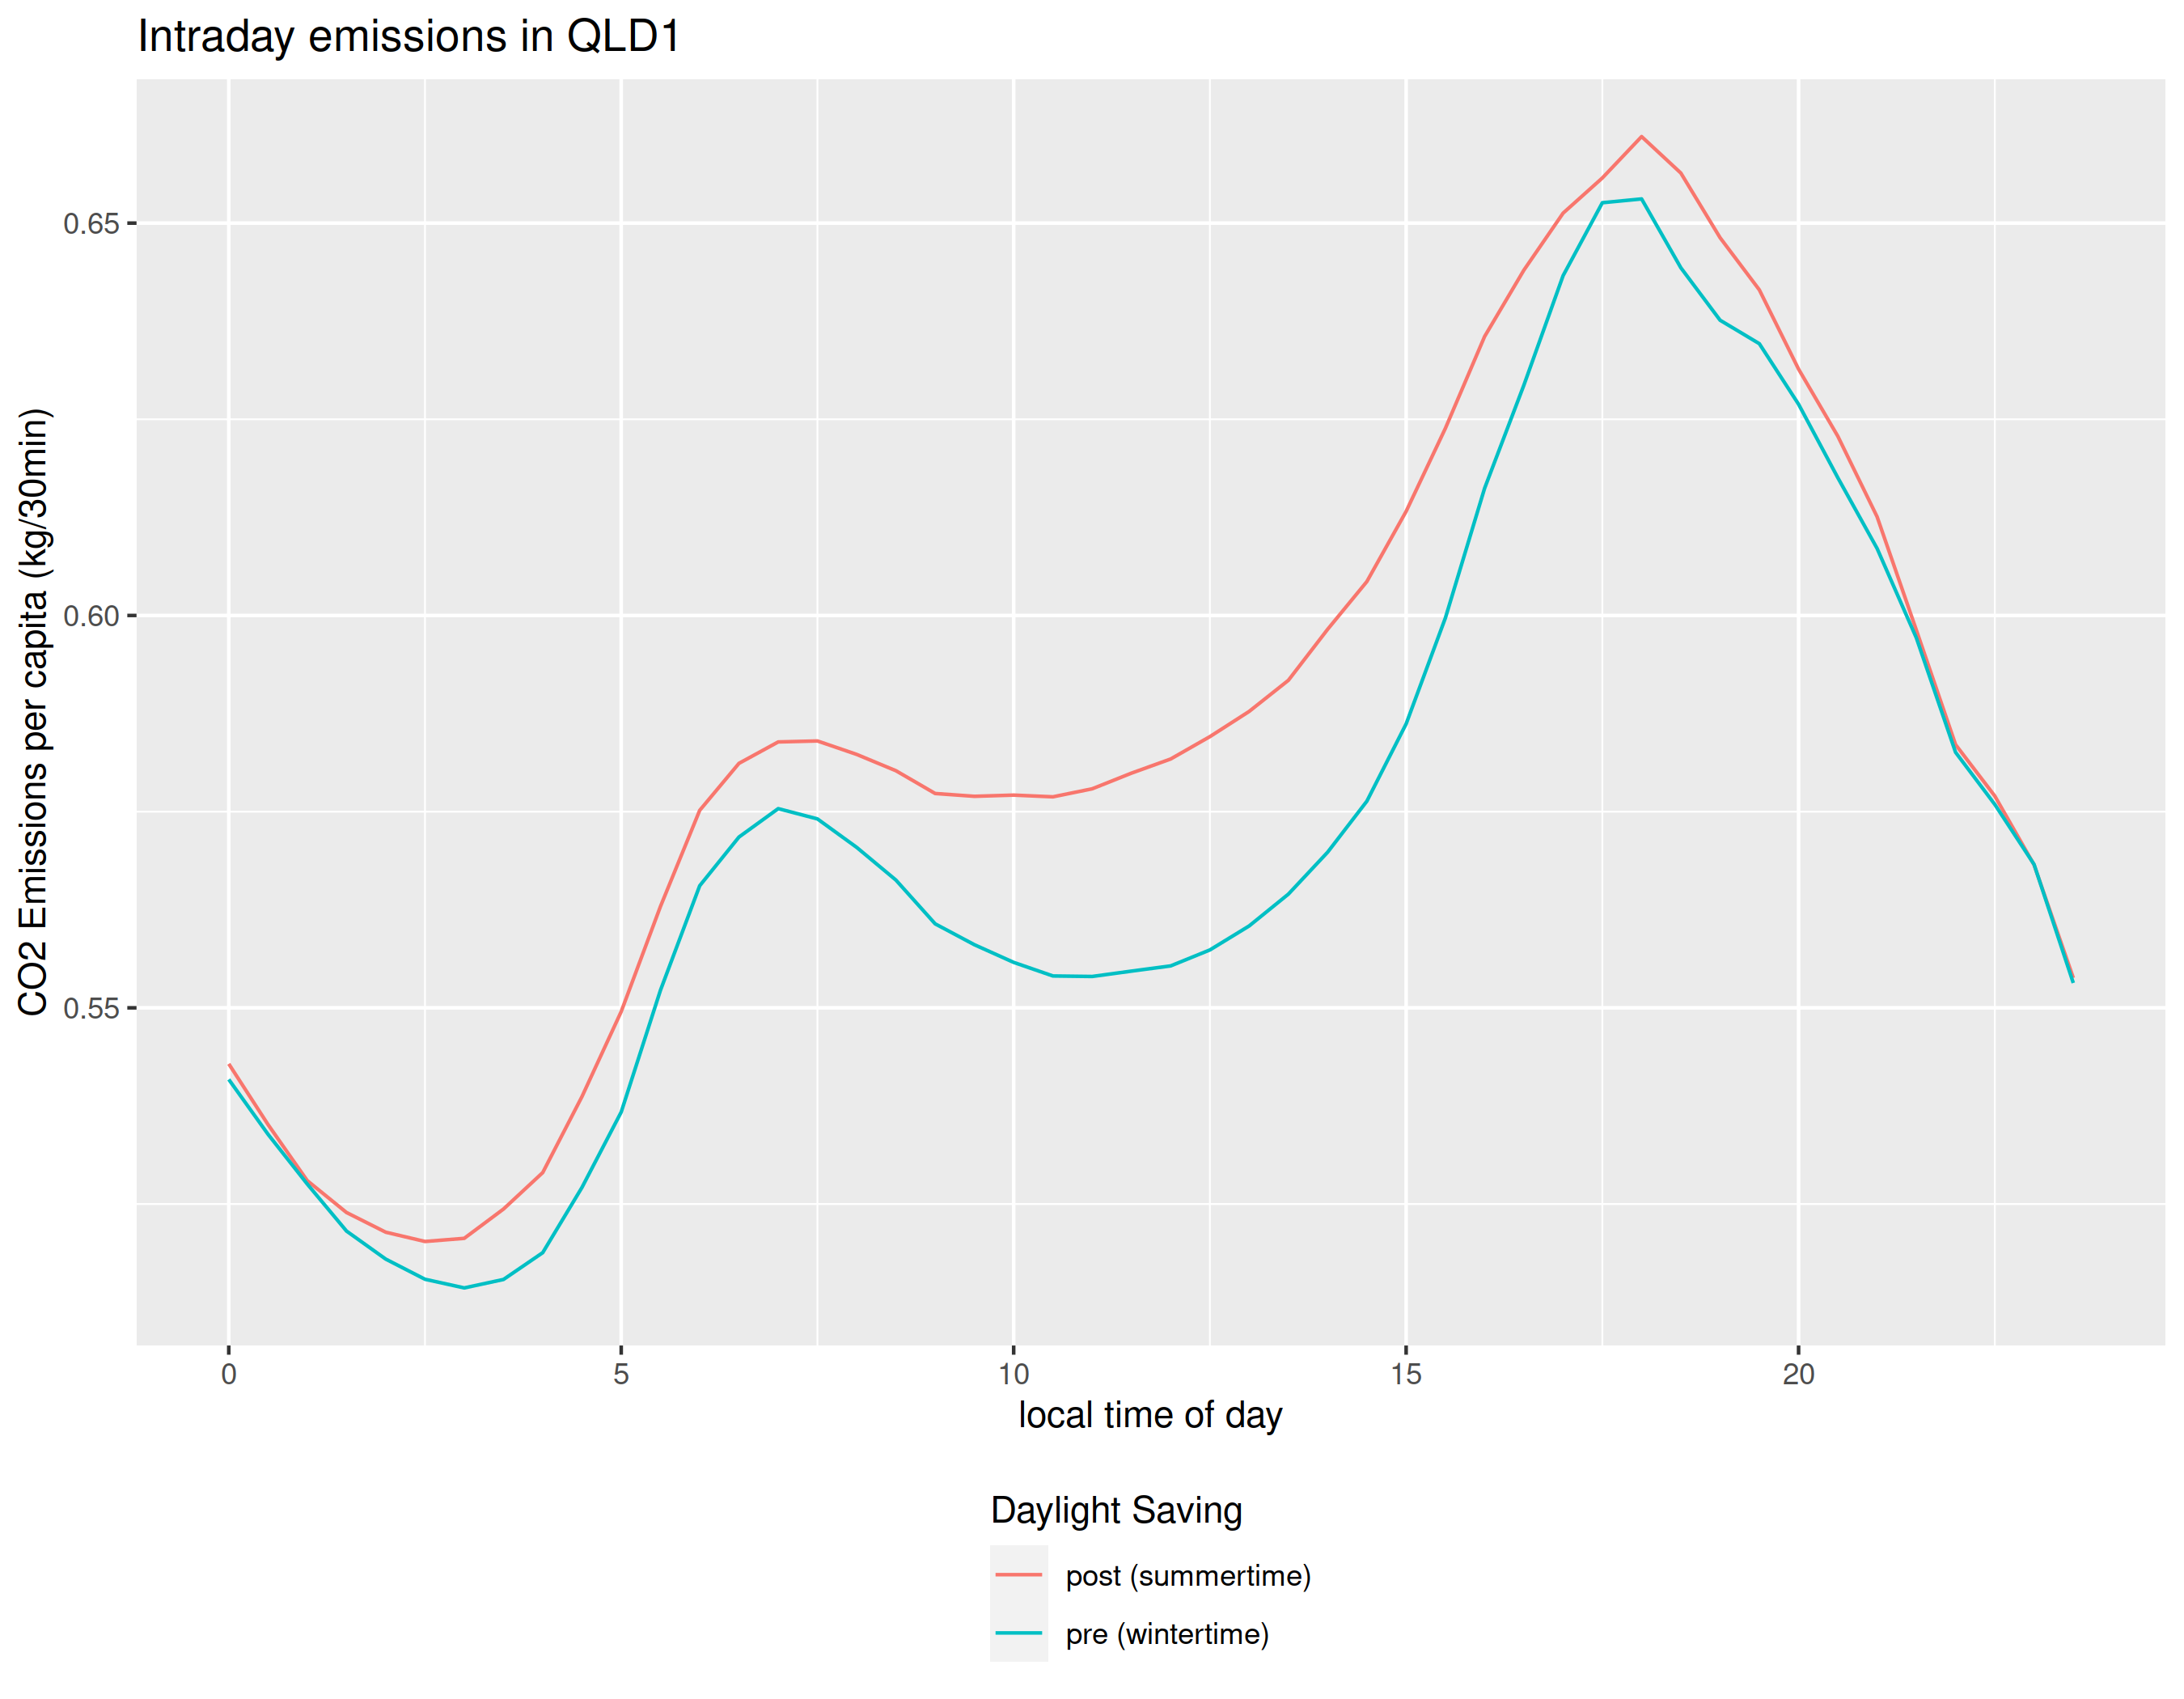 Intraday emissions in QLD1
CO2 Emissions per capita (kg/30min)
0.65
0.60
0.55
0 5 10 15 20
local time of day
Daylight Saving
post (summertime)
pre (wintertime)